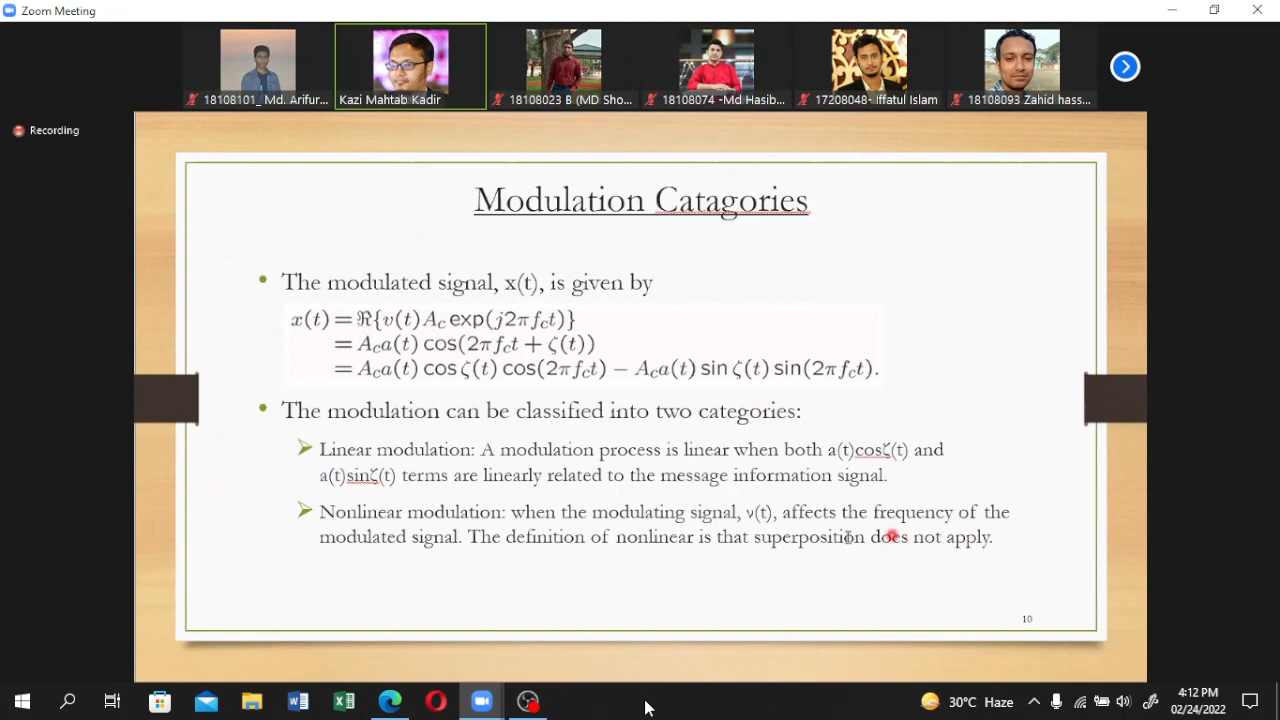 Zoom Meeting
18108101_ Md. Arifur...
Kazi Mahtab Kadir
18108023 B (MD Sho...
18108074 -Md Hasib...
17208048- Iffatul Islam
18108093 Zahid hass...
Recording
Modulation Catagories
• The modulated signal, x(t), is given by
x(t) = ℜ{v(t)A_c exp(j2πf_ct)}
= A_ca(t) cos(2πf_ct + ζ(t))
= A_ca(t) cos ζ(t) cos(2πf_ct) − A_ca(t) sin ζ(t) sin(2πf_ct).
• The modulation can be classified into two categories:
➢ Linear modulation: A modulation process is linear when both a(t)cosζ(t) and
a(t)sinζ(t) terms are linearly related to the message information signal.
➢ Nonlinear modulation: when the modulating signal, ν(t), affects the frequency of the
modulated signal. The definition of nonlinear is that superposition does not apply.
10
30°C Haze
4:12 PM
02/24/2022